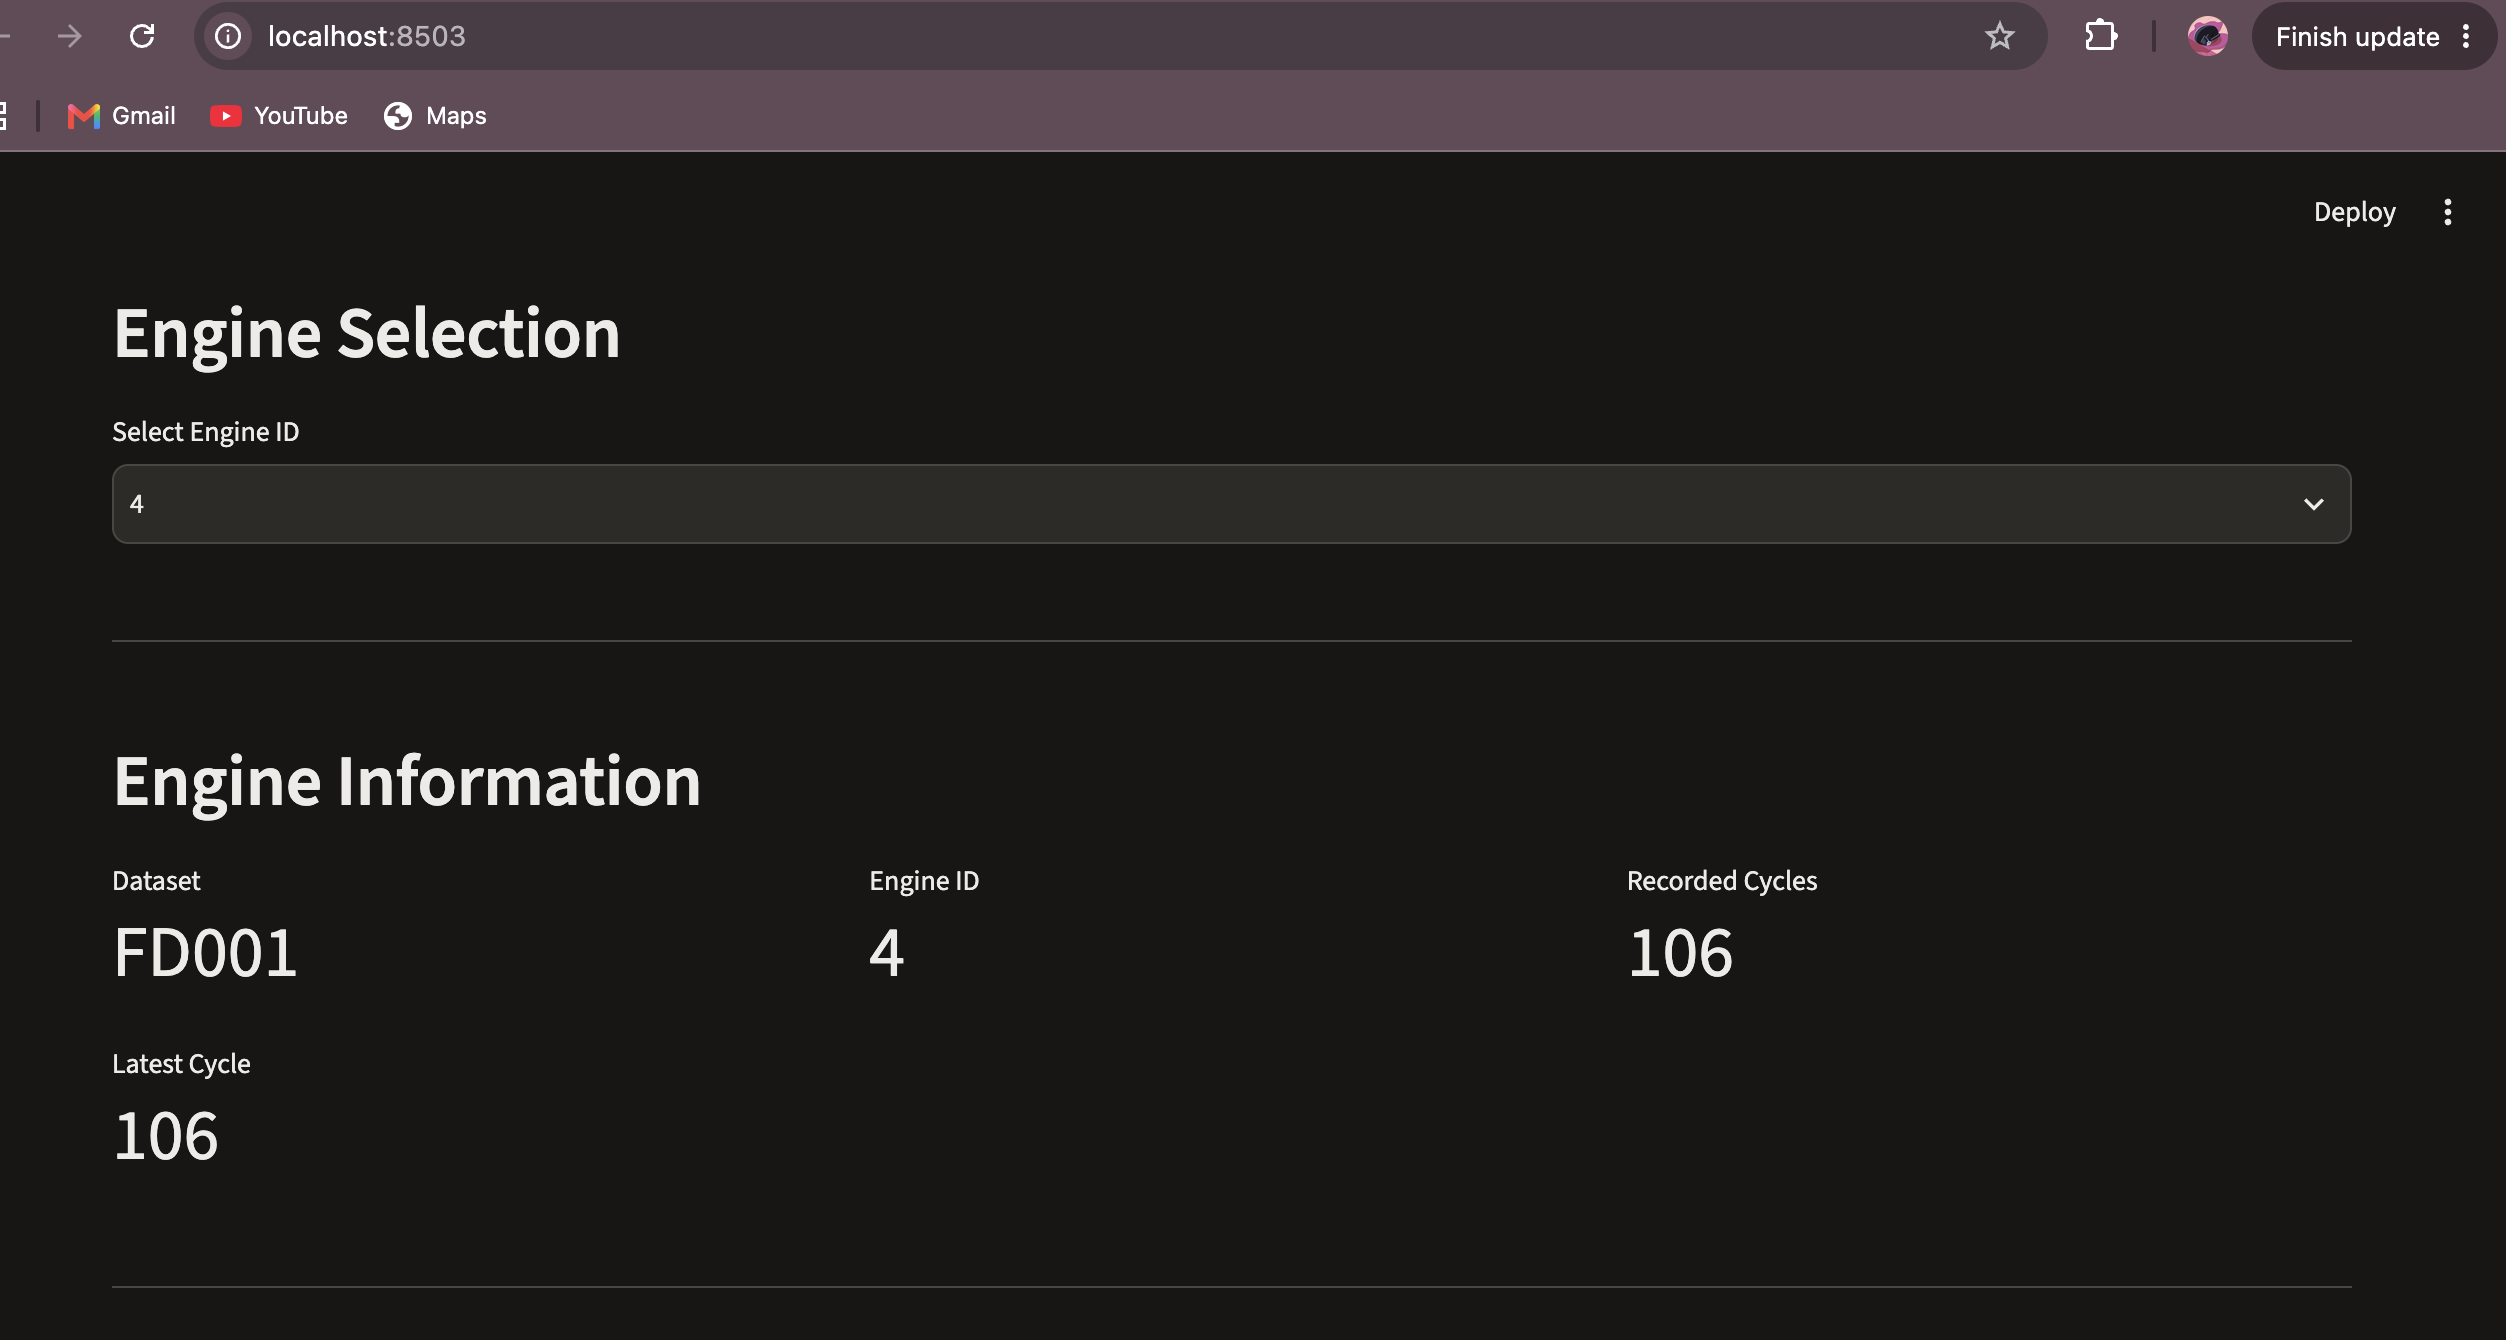 localhost:8503
Finish update
Gmail YouTube Maps
Deploy
Engine Selection
Select Engine ID
4
Engine Information
Dataset Engine ID Recorded Cycles
FD001 4 106
Latest Cycle
106